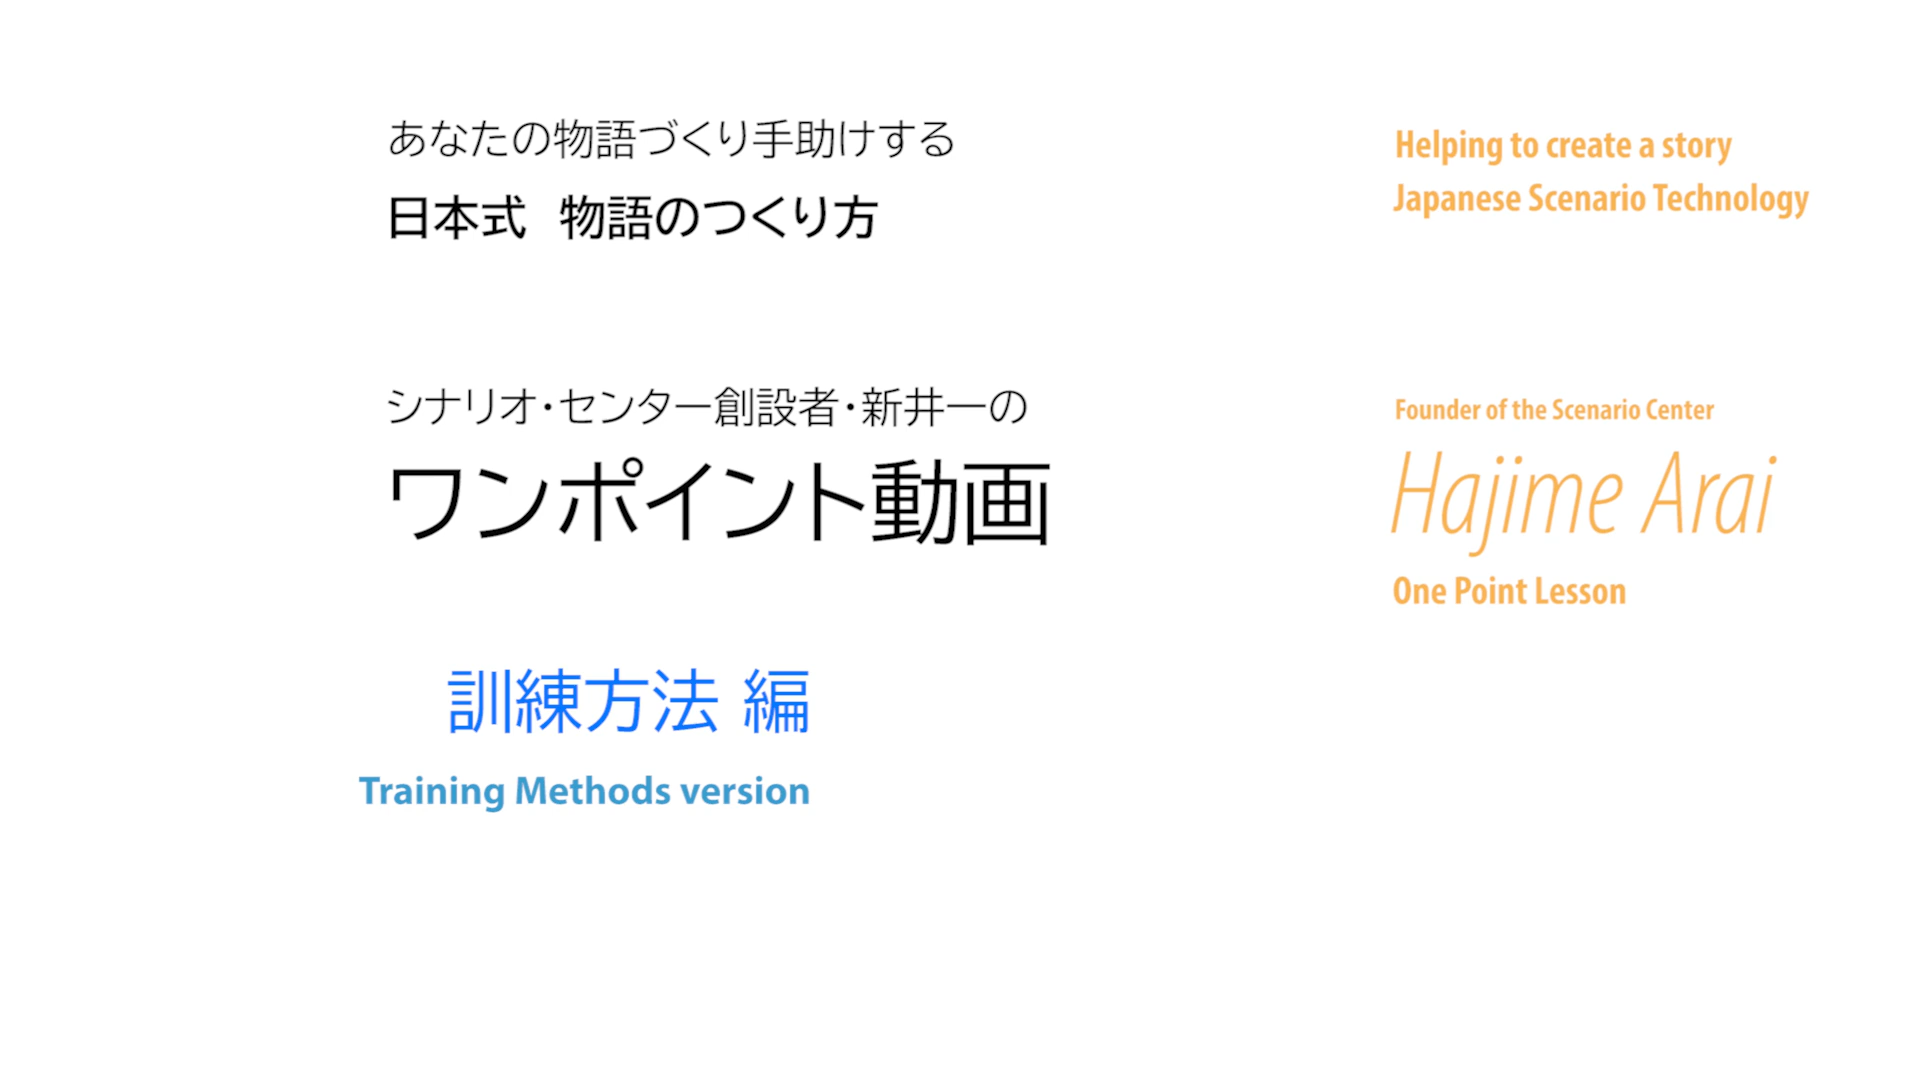 あなたの物語づくり手助けする
日本式 物語のつくり方
Helping to create a story
Japanese Scenario Technology
シナリオ・センター創設者・新井一の
ワンポイント動画
Founder of the Scenario Center
Hajime Arai
One Point Lesson
訓練方法 編
Training Methods version